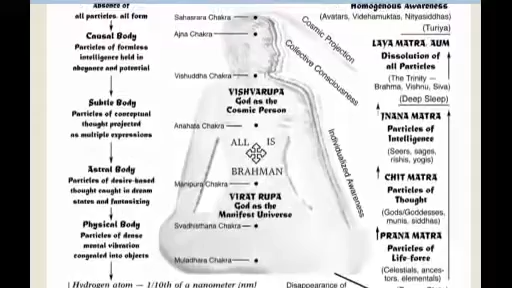 Absence of
all particles, all form
Causal Body
Particles of formless
intelligence held in
abeyance and potential
Subtle Body
Particles of conceptual
thought projected
as multiple expressions
Astral Body
Particles of desire-based
thought caught in dream
states and fantasizing
Physical Body
Particles of dense
mental vibration
congealed into objects
Hydrogen atom — 1/10th of a nanometer (nm)
Sahasrara Chakra
Ajna Chakra
Vishuddha Chakra
VISHVARUPA
God as the
Cosmic Person
Anahata Chakra
ALL IS
BRAHMAN
Manipura Chakra
VIRAT RUPA
God as the
Manifest Universe
Svadhisthana Chakra
Muladhara Chakra
Cosmic Projection
Collective Consciousness
Individualized Awareness
Disappearance of
Homogenous Awareness
(Avatars, Videhamuktas, Nityasiddhas)
(Turiya)
LAYA MATRA, AUM
Dissolution of
all Particles
(The Trinity —
Brahma, Vishnu, Siva)
(Deep Sleep)
JNANA MATRA
Particles of
Intelligence
(Seers, sages,
rishis, yogis)
CHIT MATRA
Particles of
Thought
(Gods/Goddesses,
munis, siddhas)
PRANA MATRA
Particles of
Life-force
(Celestials, ances-
tors, elementals)